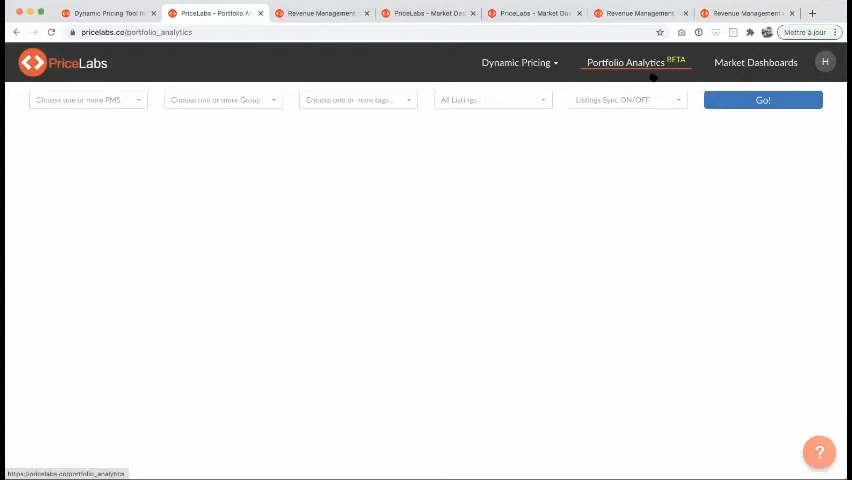 Dynamic Pricing Tool fo
PriceLabs - Portfolio A
Revenue Management
PriceLabs - Market Das
PriceLabs - Market Das
Revenue Management
Revenue Management
pricelabs.co/portfolio_analytics
Mettre à jour
PriceLabs
Dynamic Pricing
Portfolio Analytics BETA
Market Dashboards
H
Choose one or more PMS
Choose one or more Group
Choose one or more tags...
All Listings...
Listings Sync ON/OFF
Go!
?
https://pricelabs.co/portfolio_analytics